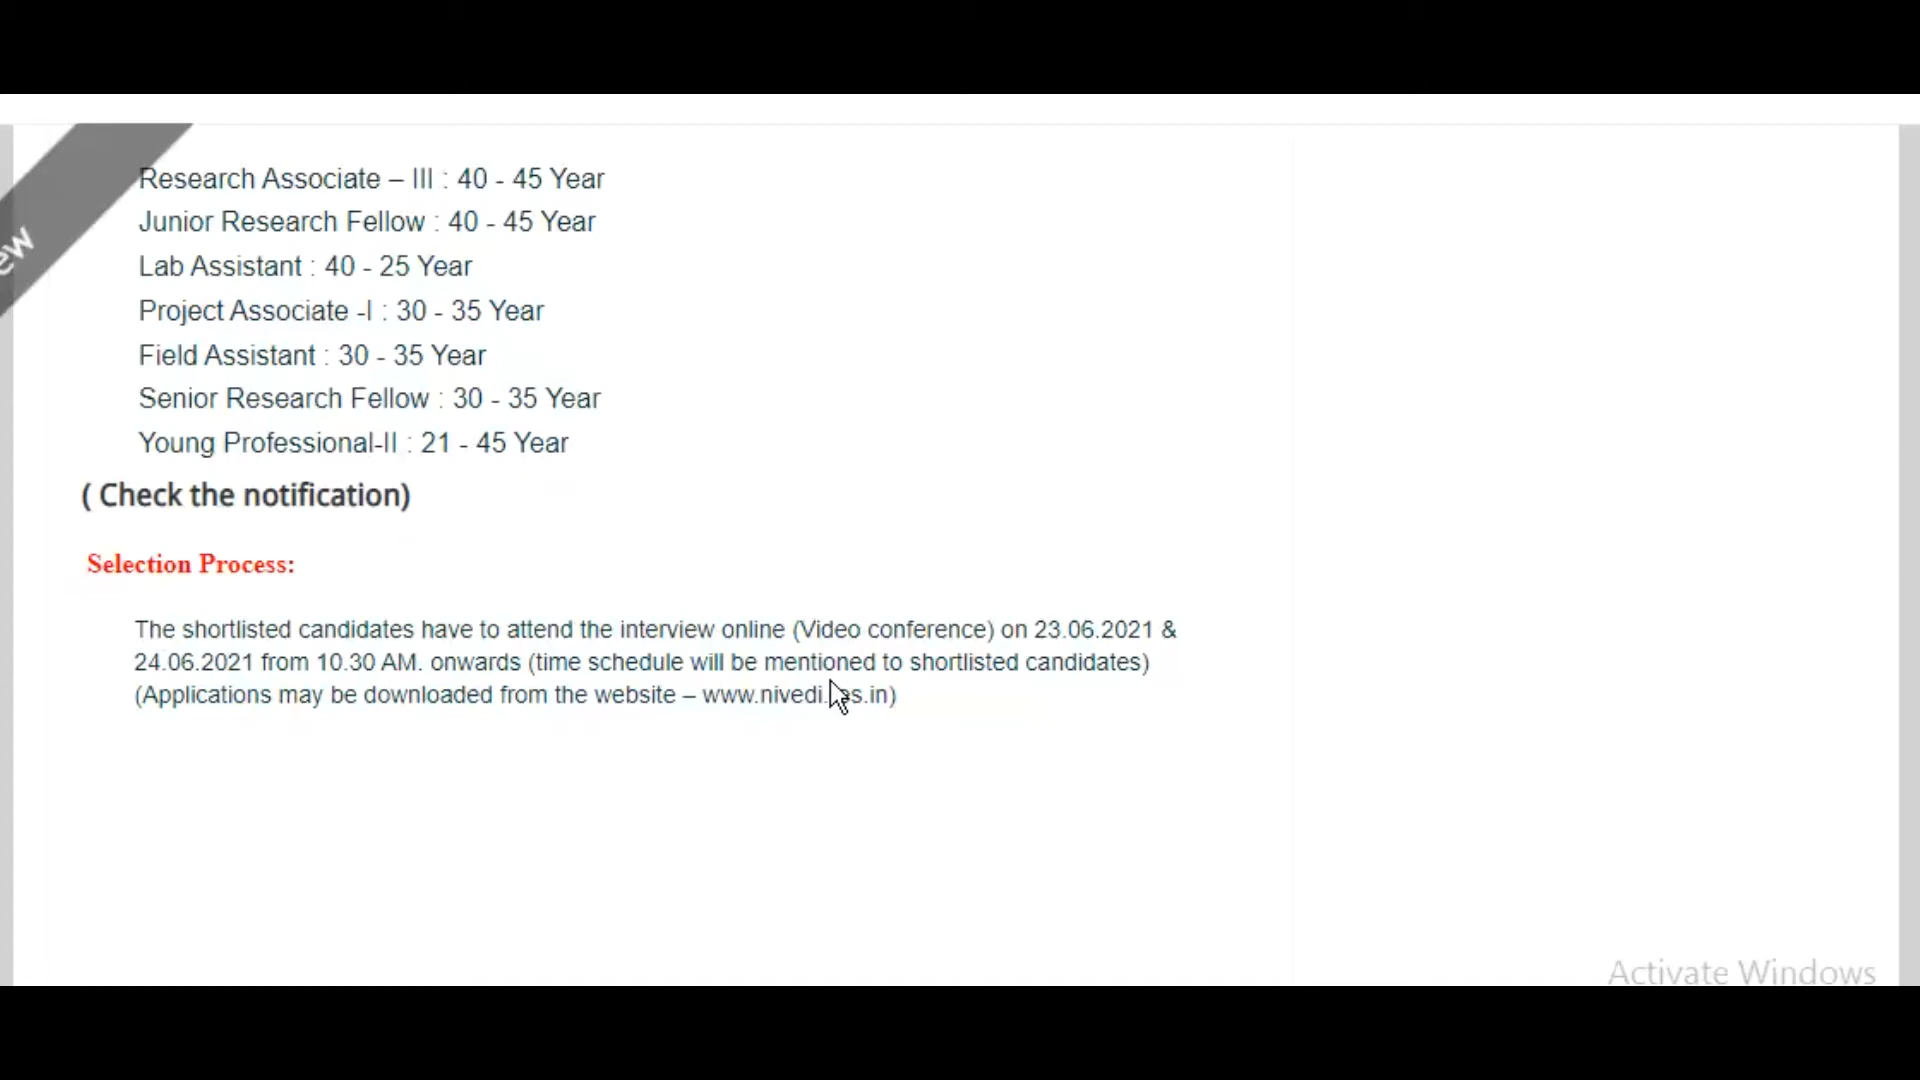 Research Associate – III : 40 - 45 Year
Junior Research Fellow : 40 - 45 Year
Lab Assistant : 40 - 25 Year
Project Associate -I : 30 - 35 Year
Field Assistant : 30 - 35 Year
Senior Research Fellow : 30 - 35 Year
Young Professional-II : 21 - 45 Year
( Check the notification)
Selection Process:
The shortlisted candidates have to attend the interview online (Video conference) on 23.06.2021 &
24.06.2021 from 10.30 AM. onwards (time schedule will be mentioned to shortlisted candidates)
(Applications may be downloaded from the website –
Activate Windows